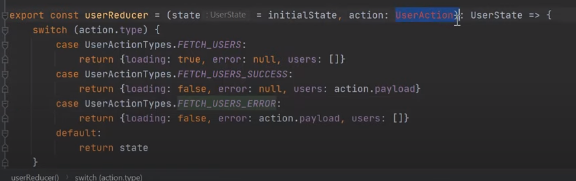 export const userReducer = (state : UserState = initialState, action: UserAction): UserState => {
switch (action.type) {
case UserActionTypes.FETCH_USERS:
return {loading: true, error: null, users: []}
case UserActionTypes.FETCH_USERS_SUCCESS:
return {loading: false, error: null, users: action.payload}
case UserActionTypes.FETCH_USERS_ERROR:
return {loading: false, error: action.payload, users: []}
default:
return state
}
userReducer() › switch (action.type)